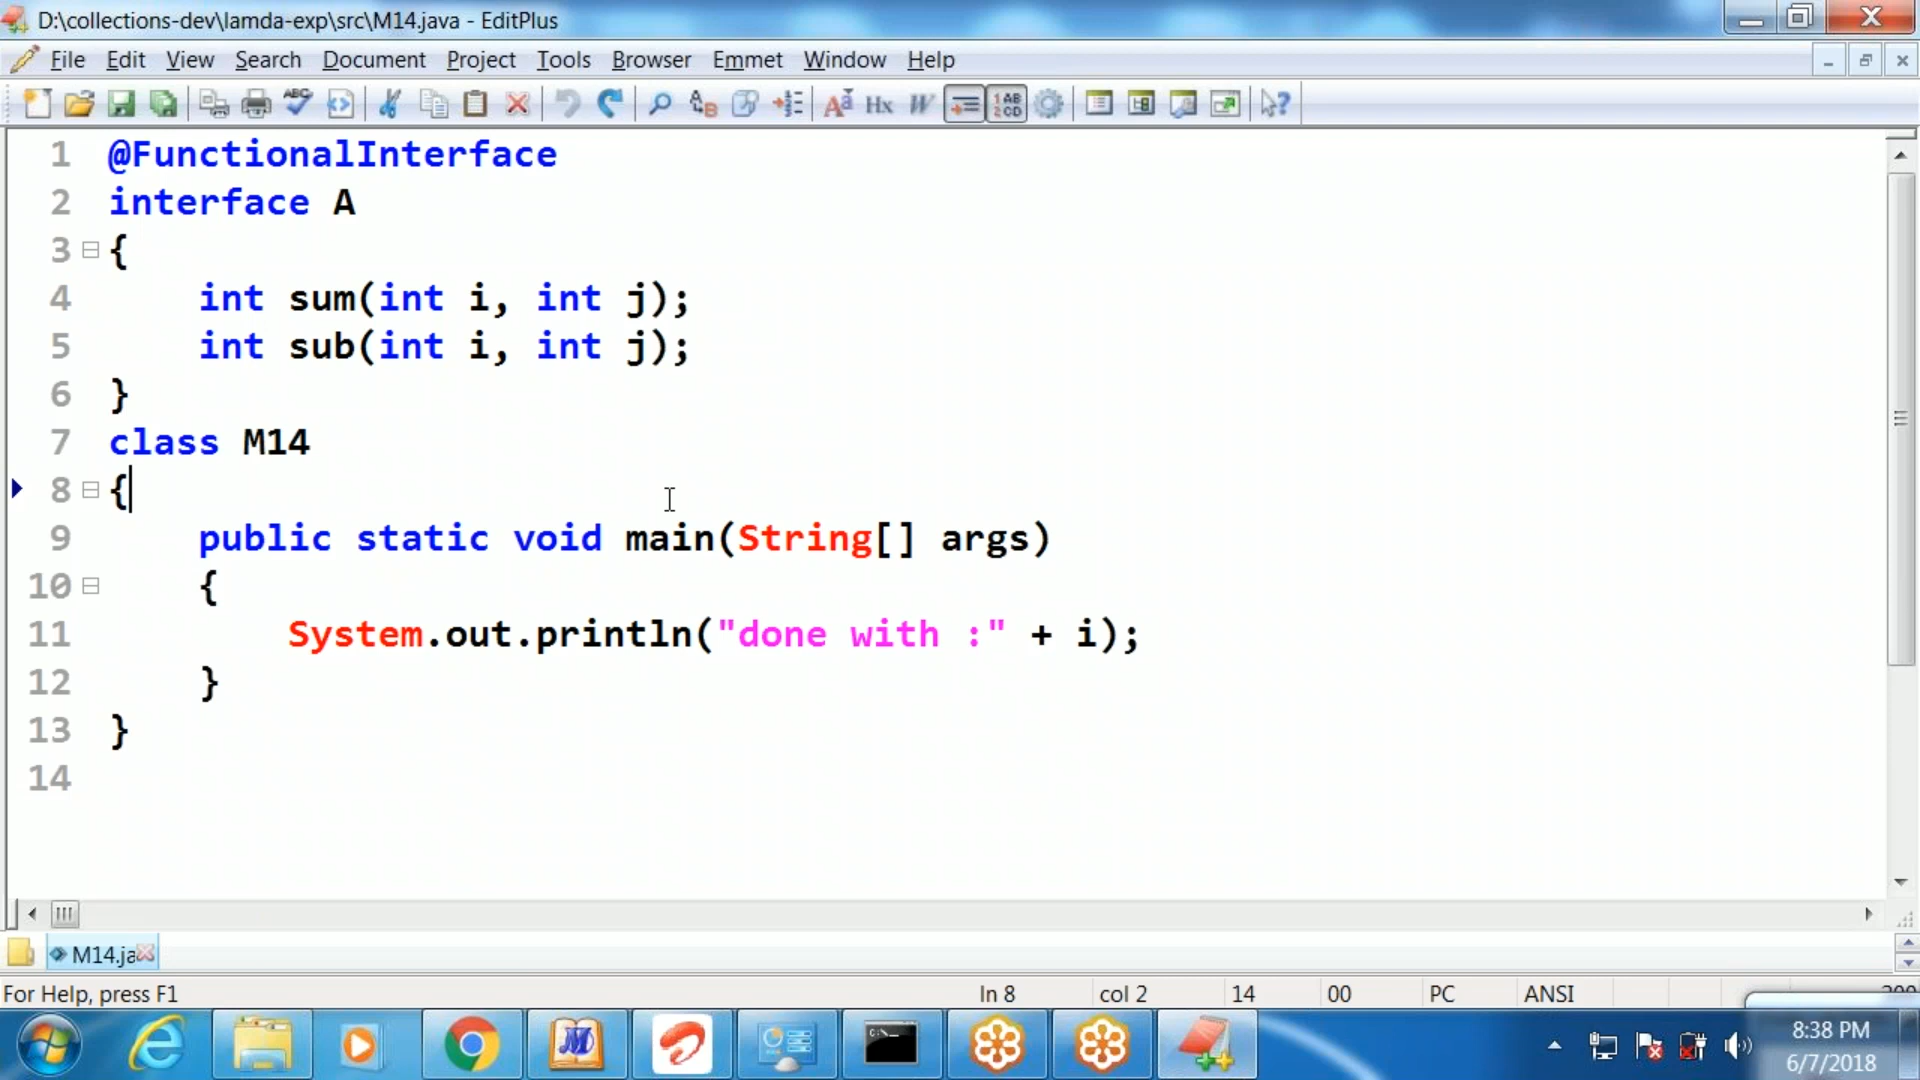 D:\collections-dev\lamda-exp\src\M14.java - EditPlus
File Edit View Search Document Project Tools Browser Emmet Window Help
1 @FunctionalInterface
2 interface A
3 {
4 int sum(int i, int j);
5 int sub(int i, int j);
6 }
7 class M14
8 {
9 public static void main(String[] args)
10 {
11 System.out.println("done with :" + i);
12 }
13 }
14
M14.ja
For Help, press F1 ln 8 col 2 14 00 PC ANSI
8:38 PM
6/7/2018